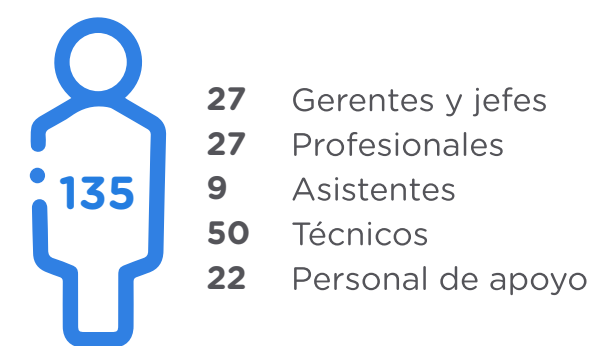 135
27 Gerentes y jefes
27 Profesionales
9 Asistentes
50 Técnicos
22 Personal de apoyo